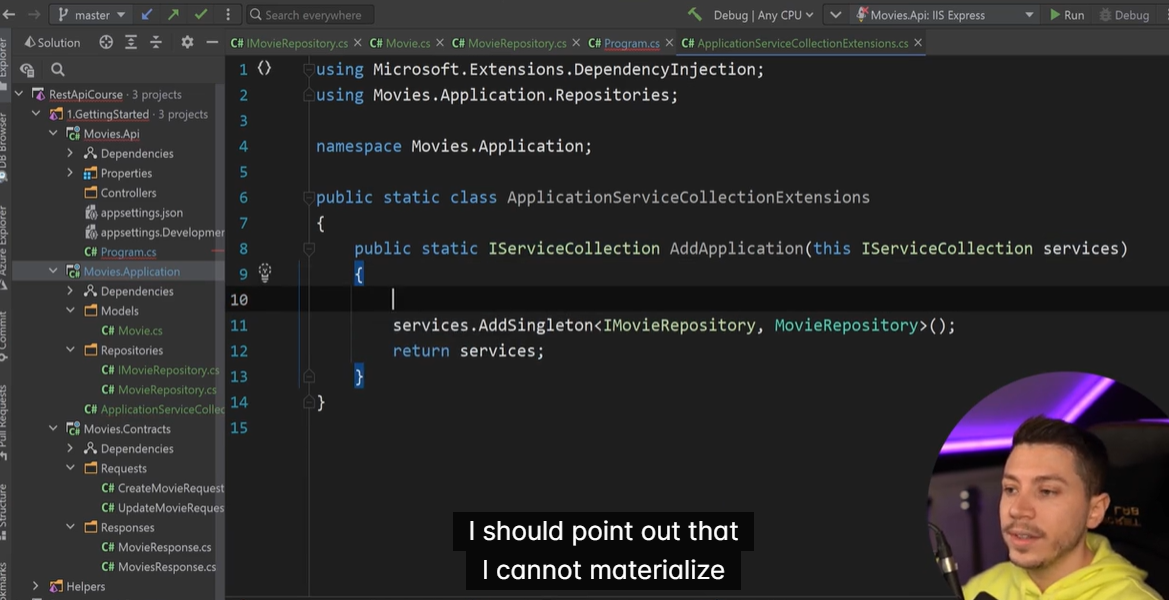 master
Search everywhere
Debug | Any CPU
Movies.Api: IIS Express
Run
Debug
Solution
IMovieRepository.cs
Movie.cs
MovieRepository.cs
Program.cs
ApplicationServiceCollectionExtensions.cs
RestApiCourse · 3 projects
1.GettingStarted · 3 projects
Movies.Api
Dependencies
Properties
Controllers
appsettings.json
appsettings.Developmen
C# Program.cs
Movies.Application
Dependencies
Models
C# Movie.cs
Repositories
C# IMovieRepository.cs
C# MovieRepository.cs
C# ApplicationServiceCollec
Movies.Contracts
Dependencies
Requests
C# CreateMovieRequest
C# UpdateMovieReques
Responses
C# MovieResponse.cs
C# MoviesResponse.cs
Helpers
Explorer
DB Browser
Azure Explorer
Commit
Pull Requests
Structure
1 using Microsoft.Extensions.DependencyInjection;
2 using Movies.Application.Repositories;
3
4 namespace Movies.Application;
5
6 public static class ApplicationServiceCollectionExtensions
7 {
8 public static IServiceCollection AddApplication(this IServiceCollection services)
9 {
10
11 services.AddSingleton<IMovieRepository, MovieRepository>();
12 return services;
13 }
14 }
15
I should point out that
I cannot materialize